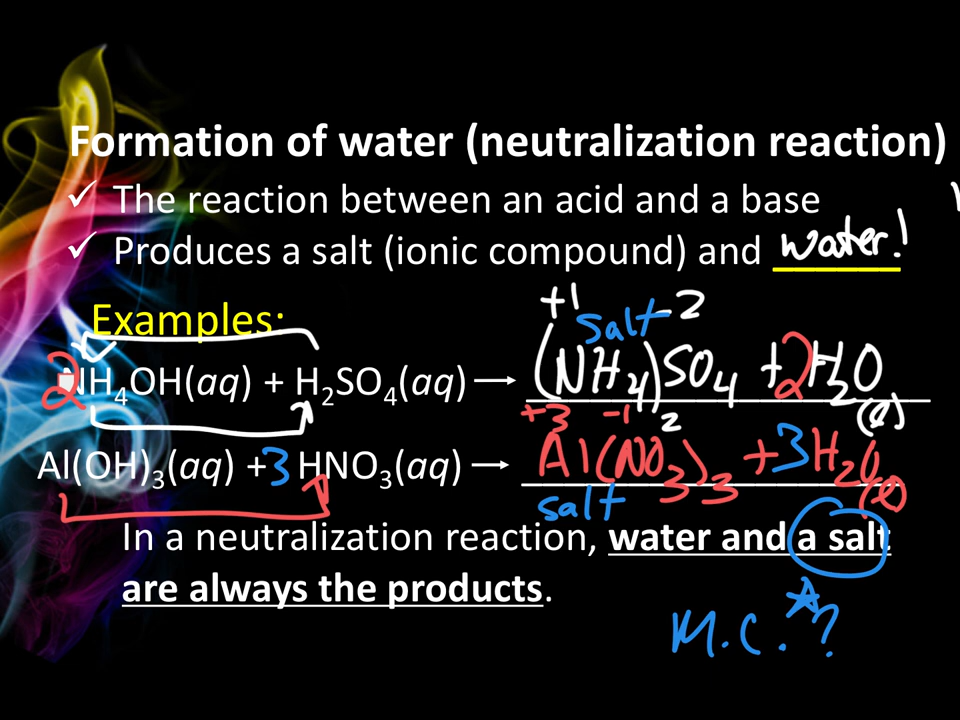 Formation of water (neutralization reaction)
✓ The reaction between an acid and a base
✓ Produces a salt (ionic compound) and water!
Examples:
+1 salt -2
2 NH₄OH(aq) + H₂SO₄(aq) → (NH₄)₂SO₄ + 2H₂O(l)
+3 -1
Al(OH)₃(aq) + 3 HNO₃(aq) → Al(NO₃)₃ + 3H₂O(l)
salt
In a neutralization reaction, water and a salt
are always the products.
M.C.?